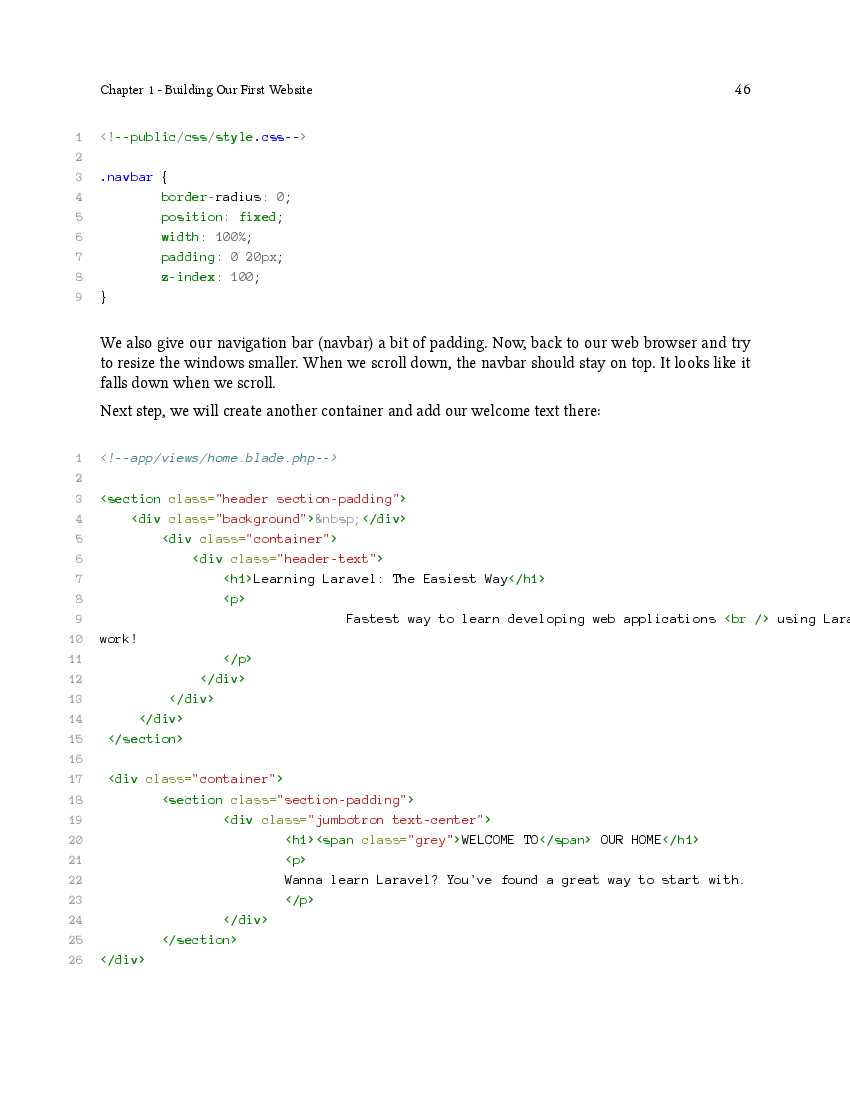 Chapter 1 - Building Our First Website 46
1 <!--public/css/style.css-->
2
3 .navbar {
4 border-radius: 0;
5 position: fixed;
6 width: 100%;
7 padding: 0 20px;
8 z-index: 100;
9 }
We also give our navigation bar (navbar) a bit of padding. Now, back to our web browser and try
to resize the windows smaller. When we scroll down, the navbar should stay on top. It looks like it
falls down when we scroll.
Next step, we will create another container and add our welcome text there:
1 <!--app/views/home.blade.php-->
2
3 <section class="header section-padding">
4 <div class="background">&nbsp;</div>
5 <div class="container">
6 <div class="header-text">
7 <h1>Learning Laravel: The Easiest Way</h1>
8 <p>
9 Fastest way to learn developing web applications <br /> using Lara
10 work!
11 </p>
12 </div>
13 </div>
14 </div>
15 </section>
16
17 <div class="container">
18 <section class="section-padding">
19 <div class="jumbotron text-center">
20 <h1><span class="grey">WELCOME TO</span> OUR HOME</h1>
21 <p>
22 Wanna learn Laravel? You've found a great way to start with.
23 </p>
24 </div>
25 </section>
26 </div>